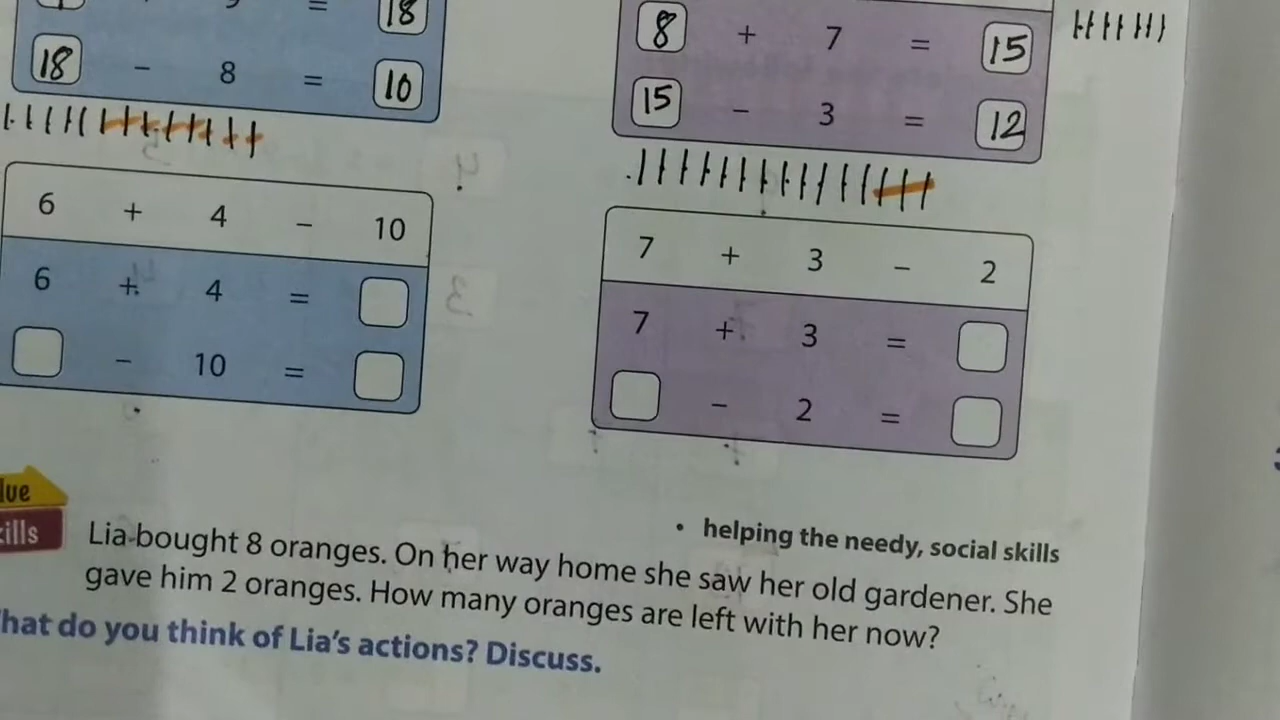 = 18
18 - 8 = 10
8 + 7 = 15
15 - 3 = 12
6 + 4 - 10
6 + 4 =
- 10 =
7 + 3 - 2
7 + 3 =
- 2 =
• helping the needy, social skills
Lia bought 8 oranges. On her way home she saw her old gardener. She
gave him 2 oranges. How many oranges are left with her now?
hat do you think of Lia's actions? Discuss.